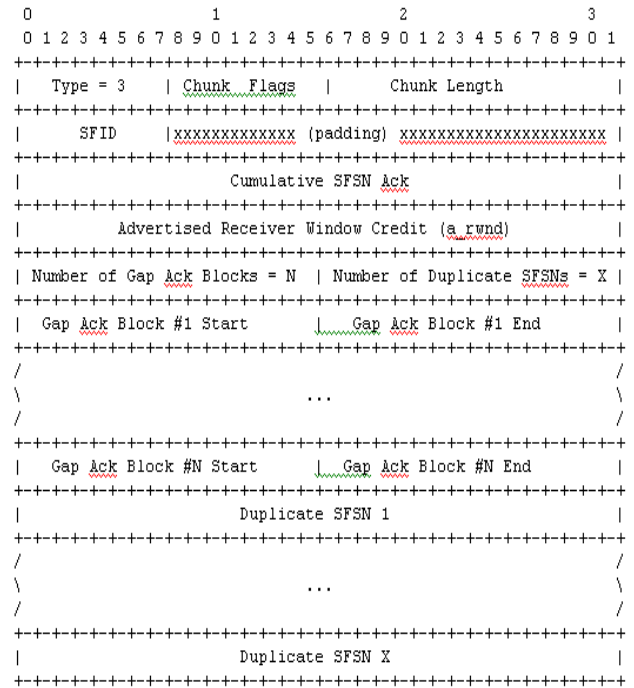 0                   1                   2                   3
0 1 2 3 4 5 6 7 8 9 0 1 2 3 4 5 6 7 8 9 0 1 2 3 4 5 6 7 8 9 0 1
+-+-+-+-+-+-+-+-+-+-+-+-+-+-+-+-+-+-+-+-+-+-+-+-+-+-+-+-+-+-+-+-+
| Type = 3 | Chunk Flags | Chunk Length |
+-+-+-+-+-+-+-+-+-+-+-+-+-+-+-+-+-+-+-+-+-+-+-+-+-+-+-+-+-+-+-+-+
| SFID |xxxxxxxxxxxxx (padding) xxxxxxxxxxxxxxxxxxxxxx |
+-+-+-+-+-+-+-+-+-+-+-+-+-+-+-+-+-+-+-+-+-+-+-+-+-+-+-+-+-+-+-+-+
| Cumulative SFSN Ack |
+-+-+-+-+-+-+-+-+-+-+-+-+-+-+-+-+-+-+-+-+-+-+-+-+-+-+-+-+-+-+-+-+
| Advertised Receiver Window Credit (a_rwnd) |
+-+-+-+-+-+-+-+-+-+-+-+-+-+-+-+-+-+-+-+-+-+-+-+-+-+-+-+-+-+-+-+-+
| Number of Gap Ack Blocks = N | Number of Duplicate SFSNs = X |
+-+-+-+-+-+-+-+-+-+-+-+-+-+-+-+-+-+-+-+-+-+-+-+-+-+-+-+-+-+-+-+-+
| Gap Ack Block #1 Start | Gap Ack Block #1 End |
+-+-+-+-+-+-+-+-+-+-+-+-+-+-+-+-+-+-+-+-+-+-+-+-+-+-+-+-+-+-+-+-+
/ /
\ ... \
/ /
+-+-+-+-+-+-+-+-+-+-+-+-+-+-+-+-+-+-+-+-+-+-+-+-+-+-+-+-+-+-+-+-+
| Gap Ack Block #N Start | Gap Ack Block #N End |
+-+-+-+-+-+-+-+-+-+-+-+-+-+-+-+-+-+-+-+-+-+-+-+-+-+-+-+-+-+-+-+-+
| Duplicate SFSN 1 |
+-+-+-+-+-+-+-+-+-+-+-+-+-+-+-+-+-+-+-+-+-+-+-+-+-+-+-+-+-+-+-+-+
/ /
\ ... \
/ /
+-+-+-+-+-+-+-+-+-+-+-+-+-+-+-+-+-+-+-+-+-+-+-+-+-+-+-+-+-+-+-+-+
| Duplicate SFSN X |
+-+-+-+-+-+-+-+-+-+-+-+-+-+-+-+-+-+-+-+-+-+-+-+-+-+-+-+-+-+-+-+-+